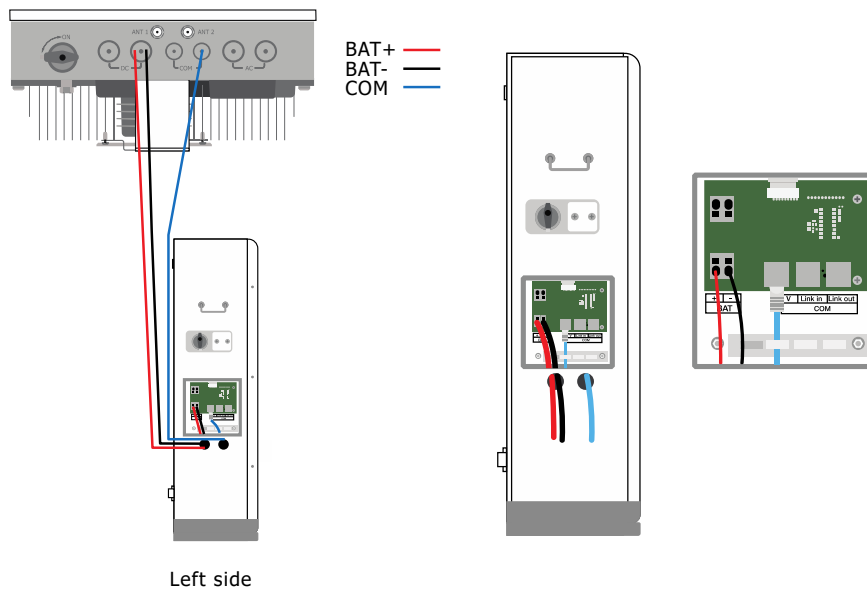 ON
ANT 1
ANT 2
DC
COM
AC
BAT+
BAT-
COM
+ -
V Link in Link out
BAT
COM
Left side